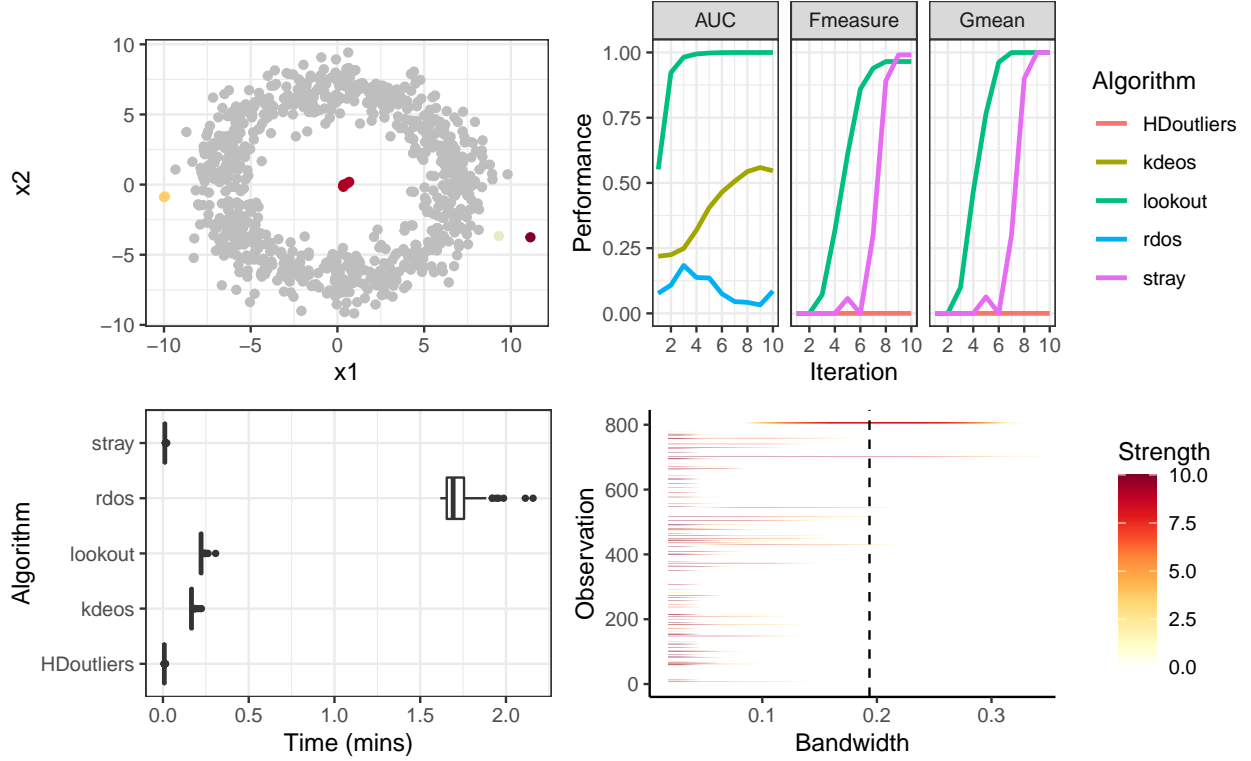 x2
10
5
0
−5
−10
−10 −5 0 5 10
x1
AUC Fmeasure Gmean
Performance
1.00
0.75
0.50
0.25
0.00
2 4 6 8 10 2 4 6 8 10 2 4 6 8 10
Iteration
Algorithm
HDoutliers
kdeos
lookout
rdos
stray
Algorithm
stray
rdos
lookout
kdeos
HDoutliers
0.0 0.5 1.0 1.5 2.0
Time (mins)
Observation
800
600
400
200
0
0.1 0.2 0.3
Bandwidth
Strength
10.0
7.5
5.0
2.5
0.0